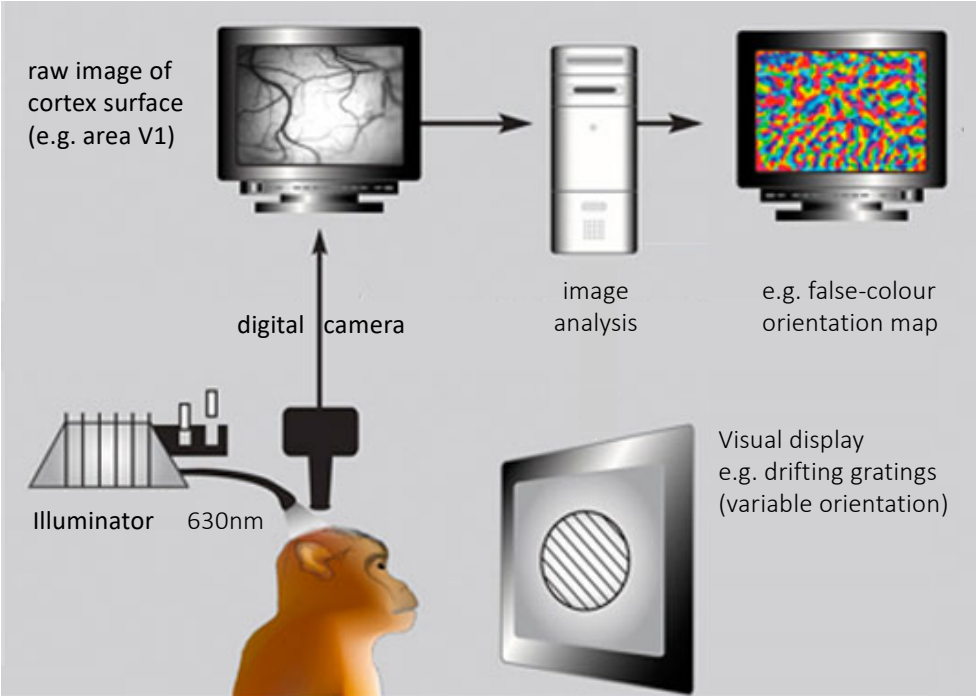 raw image of
cortex surface
(e.g. area V1)
image
analysis
e.g. false-colour
orientation map
digital camera
Illuminator 630nm
Visual display
e.g. drifting gratings
(variable orientation)